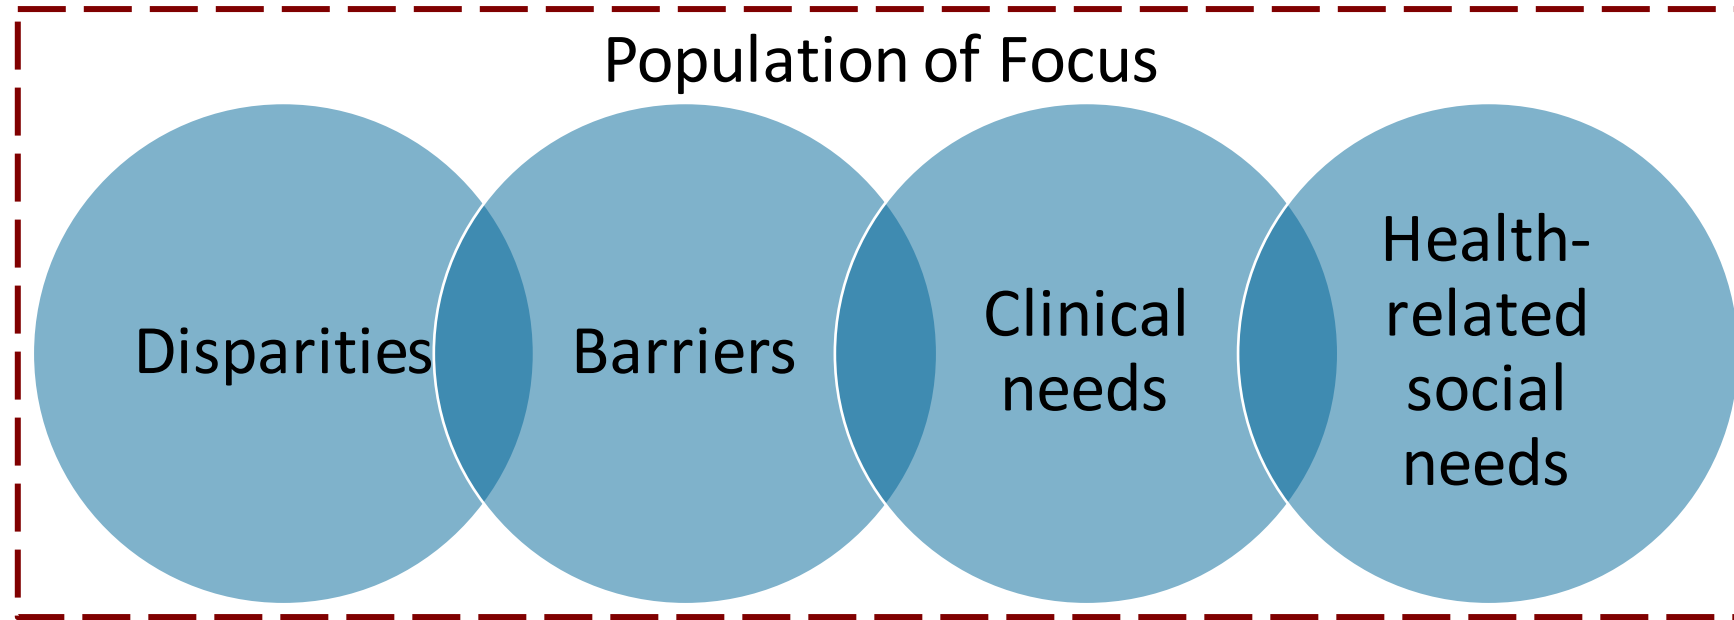 Population of Focus
Disparities
Barriers
Clinical
needs
Health-
related
social
needs